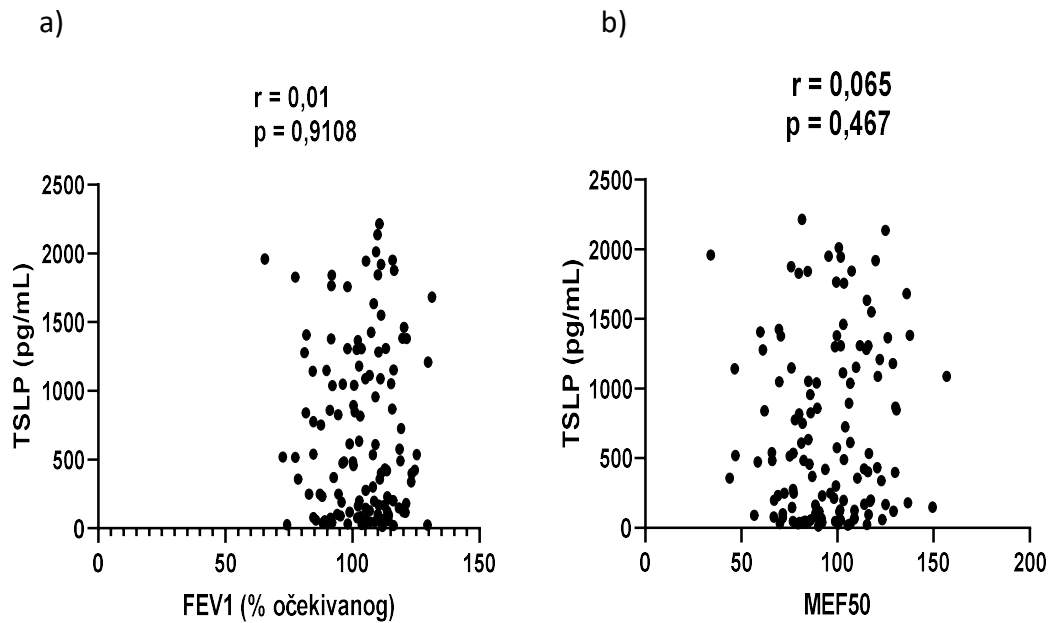 a)
r = 0,01
p = 0,9108
2500
2000
1500
1000
500
0
TSLP (pg/mL)
0
50
100
150
FEV1 (% očekivanog)
b)
r = 0,065
p = 0,467
2500
2000
1500
1000
500
0
TSLP (pg/mL)
0
50
100
150
200
MEF50